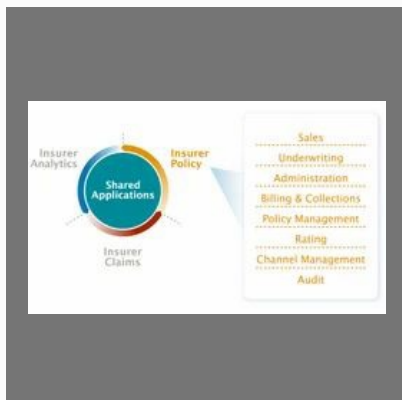 Insurer
Analytics
Insurer
Policy
Shared
Applications
Insurer
Claims
Sales
Underwriting
Administration
Billing & Collections
Policy Management
Rating
Channel Management
Audit